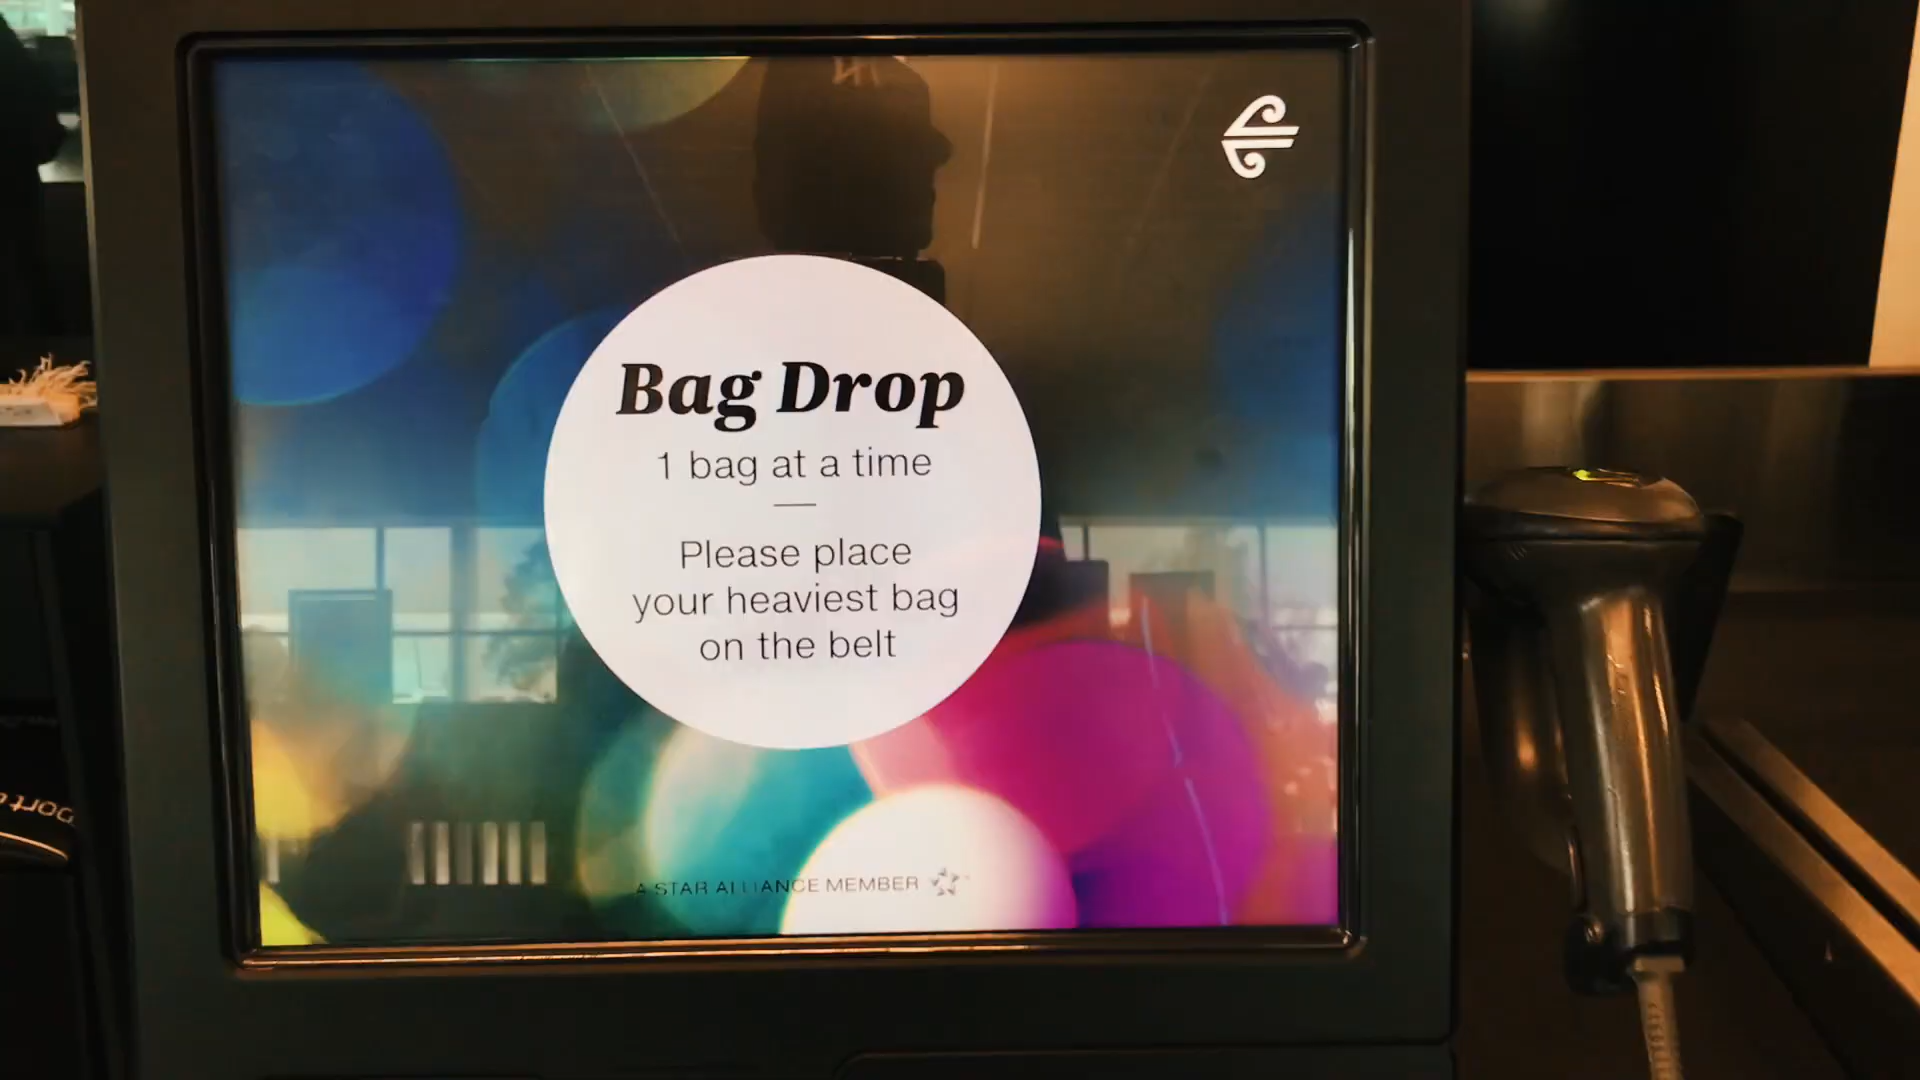 Bag Drop
1 bag at a time
Please place
your heaviest bag
on the belt
A STAR ALLIANCE MEMBER